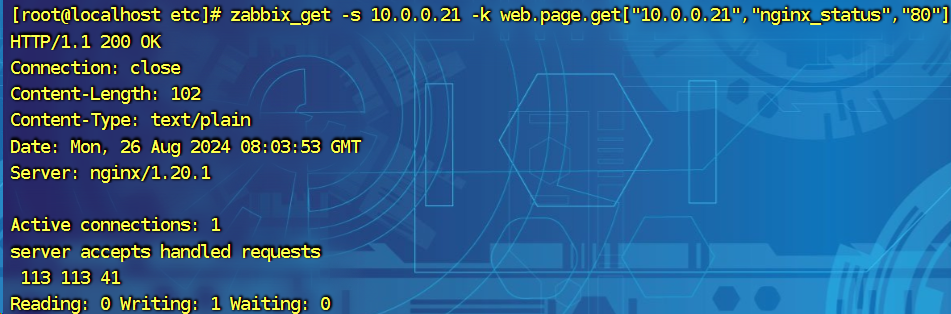 [root@localhost etc]# zabbix_get -s 10.0.0.21 -k web.page.get["10.0.0.21","nginx_status","80"]
HTTP/1.1 200 OK
Connection: close
Content-Length: 102
Content-Type: text/plain
Date: Mon, 26 Aug 2024 08:03:53 GMT
Server: nginx/1.20.1

Active connections: 1
server accepts handled requests
 113 113 41
Reading: 0 Writing: 1 Waiting: 0